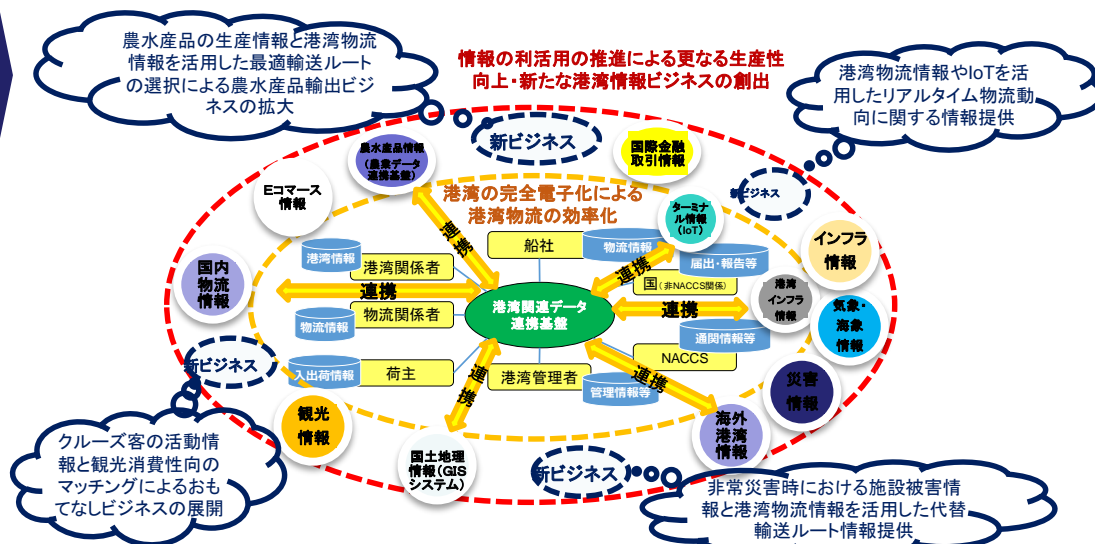 農水産品の生産情報と港湾物流
情報を活用した最適輸送ルート
の選択による農水産品輸出ビジ
ネスの拡大
情報の利活用の推進による更なる生産性
向上・新たな港湾情報ビジネスの創出
港湾物流情報やIoTを活
用したリアルタイム物流動
向に関する情報提供
新ビジネス
農水産品情報
(農業データ
連携基盤)
国際金融
取引情報
新ビジネス
Eコマース
情報
港湾の完全電子化による
港湾物流の効率化
ターミナ
ル情報
(IoT)
連携
船社
物流情報
インフラ
情報
港湾情報
港湾関係者
連携
届出・報告等
国内
物流
情報
連携
国(非NACCS関係)
港湾
インフラ
情報
港湾関連データ
連携基盤
連携
物流情報
物流関係者
通関情報等
気象・
海象
情報
新ビジネス
入出荷情報
荷主
連携
港湾管理者
NACCS
連携
管理情報等
災害
情報
観光
情報
海外
港湾
情報
国土地理
情報(GIS
システム)
新ビジネス
クルーズ客の活動情
報と観光消費性向の
マッチングによるおも
てなしビジネスの展開
非常災害時における施設被害情
報と港湾物流情報を活用した代替
輸送ルート情報提供